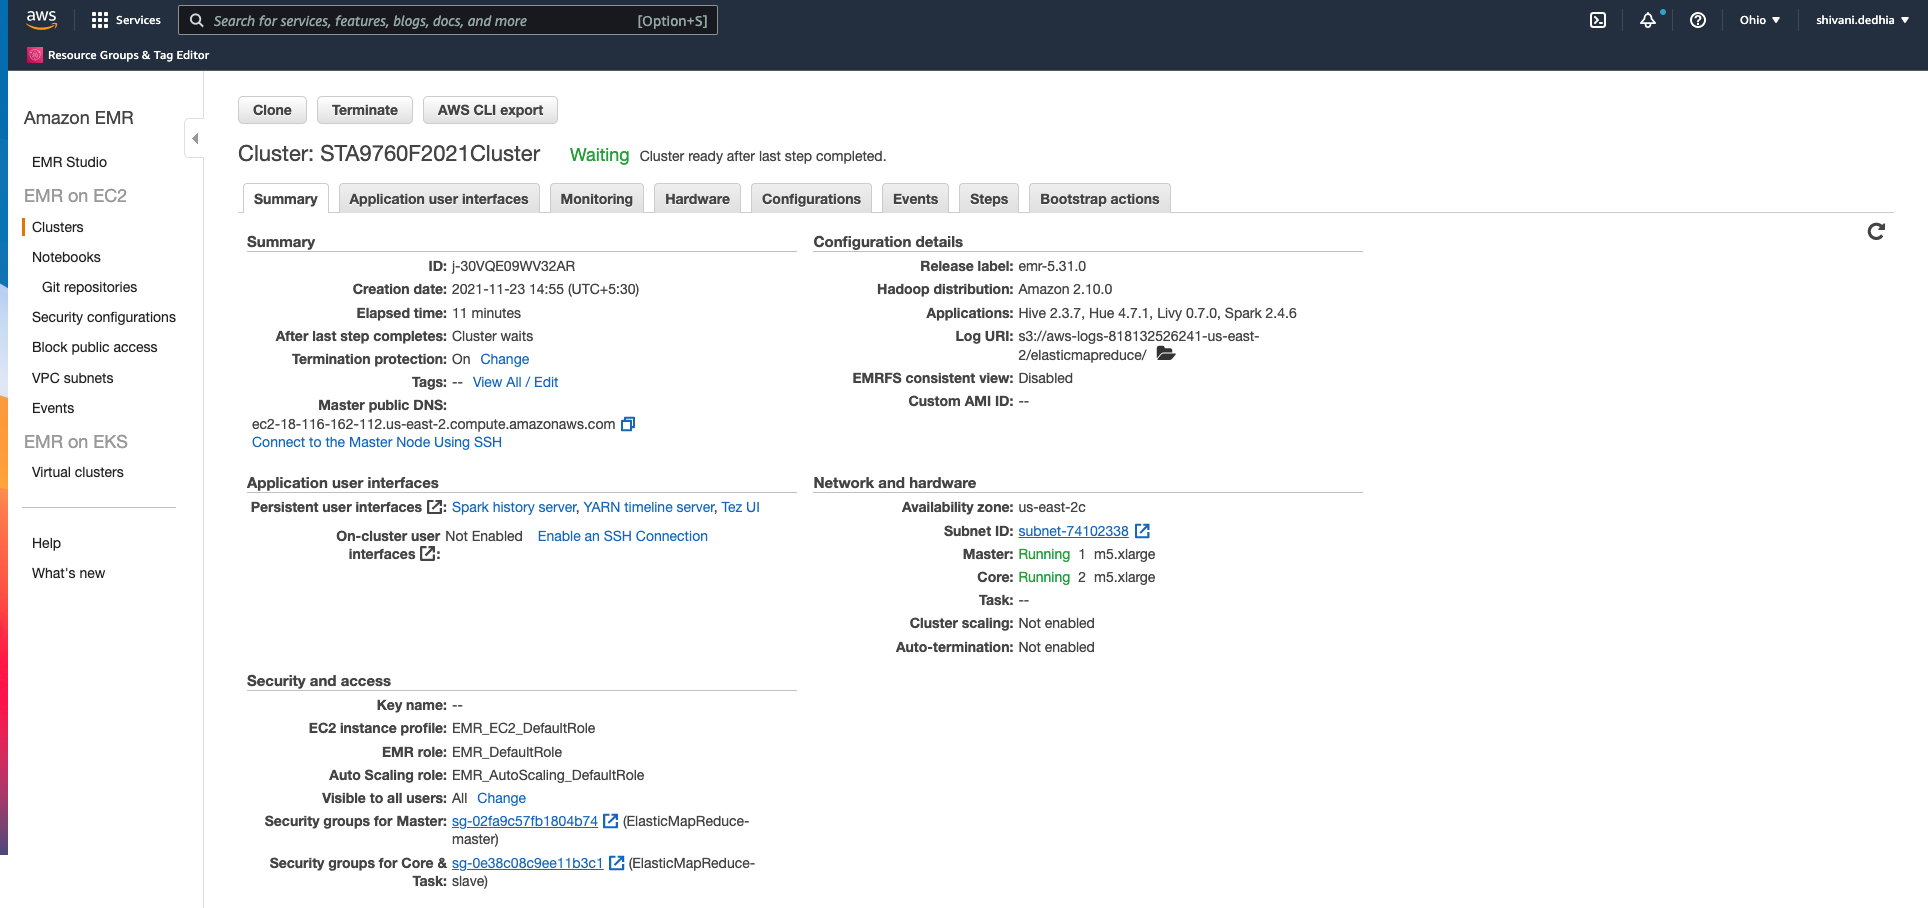 aws
Services
Search for services, features, blogs, docs, and more
[Option+S]
Ohio ▼
shivani.dedhia ▼
Resource Groups & Tag Editor
Amazon EMR
EMR Studio
EMR on EC2
Clusters
Notebooks
Git repositories
Security configurations
Block public access
VPC subnets
Events
EMR on EKS
Virtual clusters
Help
What's new
Clone
Terminate
AWS CLI export
Cluster: STA9760F2021Cluster
Waiting Cluster ready after last step completed.
Summary
Application user interfaces
Monitoring
Hardware
Configurations
Events
Steps
Bootstrap actions
Summary
ID: j-30VQE09WV32AR
Creation date: 2021-11-23 14:55 (UTC+5:30)
Elapsed time: 11 minutes
After last step completes: Cluster waits
Termination protection: On Change
Tags: -- View All / Edit
Master public DNS:
ec2-18-116-162-112.us-east-2.compute.amazonaws.com
Connect to the Master Node Using SSH
Configuration details
Release label: emr-5.31.0
Hadoop distribution: Amazon 2.10.0
Applications: Hive 2.3.7, Hue 4.7.1, Livy 0.7.0, Spark 2.4.6
Log URI: s3://aws-logs-818132526241-us-east-
2/elasticmapreduce/
EMRFS consistent view: Disabled
Custom AMI ID: --
Application user interfaces
Persistent user interfaces : Spark history server, YARN timeline server, Tez UI
On-cluster user Not Enabled Enable an SSH Connection
interfaces :
Network and hardware
Availability zone: us-east-2c
Subnet ID: subnet-74102338
Master: Running 1 m5.xlarge
Core: Running 2 m5.xlarge
Task: --
Cluster scaling: Not enabled
Auto-termination: Not enabled
Security and access
Key name: --
EC2 instance profile: EMR_EC2_DefaultRole
EMR role: EMR_DefaultRole
Auto Scaling role: EMR_AutoScaling_DefaultRole
Visible to all users: All Change
Security groups for Master: sg-02fa9c57fb1804b74 (ElasticMapReduce-
master)
Security groups for Core & sg-0e38c08c9ee11b3c1 (ElasticMapReduce-
Task: slave)